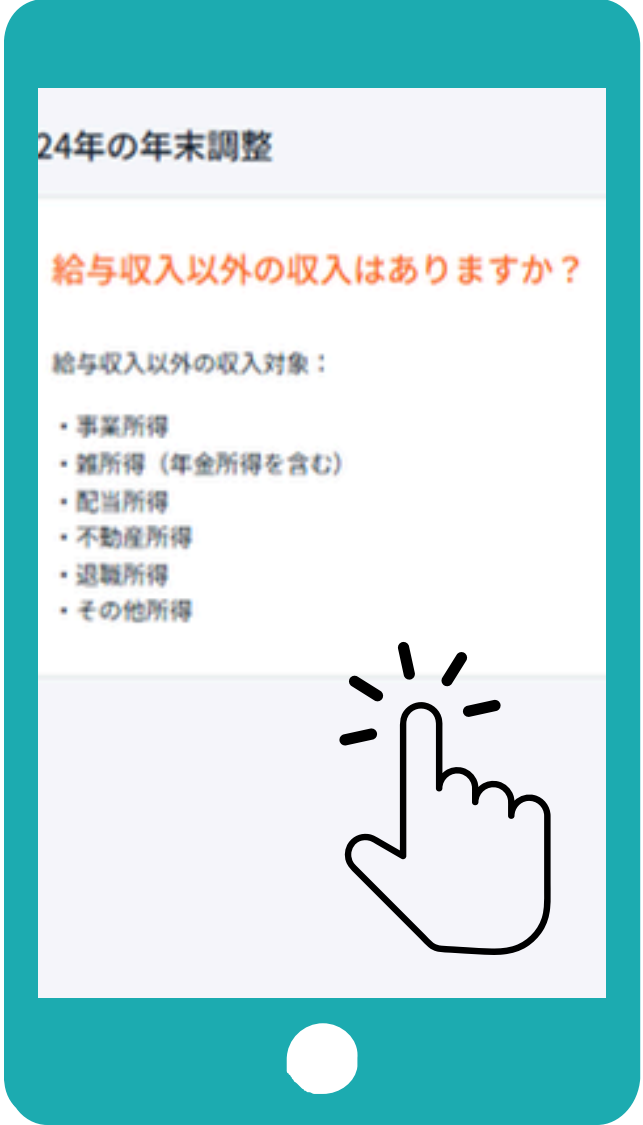 24年の年末調整
給与収入以外の収入はありますか？
給与収入以外の収入対象：
・事業所得
・雑所得（年金所得を含む）
・配当所得
・不動産所得
・退職所得
・その他所得